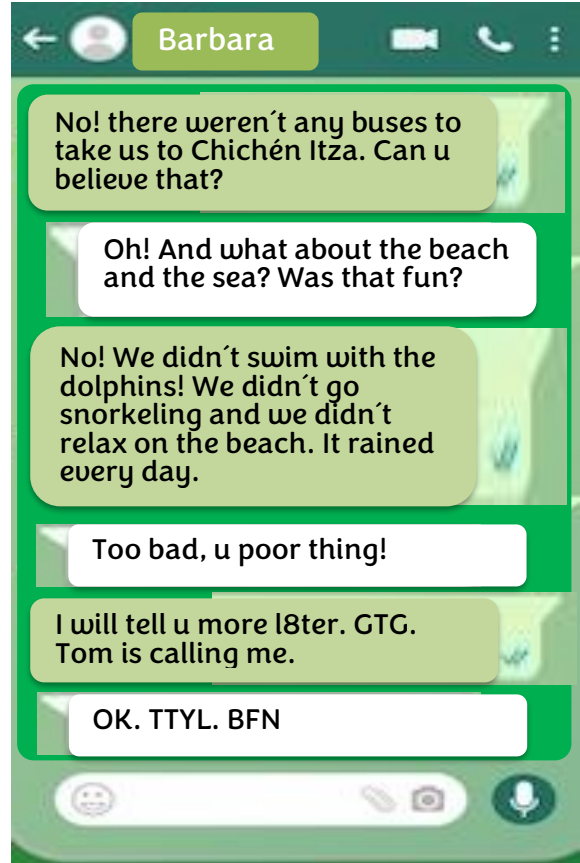 Barbara
No! there weren´t any buses to
take us to Chichén Itza. Can u
believe that?
Oh! And what about the beach
and the sea? Was that fun?
No! We didn´t swim with the
dolphins! We didn´t go
snorkeling and we didn´t
relax on the beach. It rained
every day.
Too bad, u poor thing!
I will tell u more l8ter. GTG.
Tom is calling me.
OK. TTYL. BFN